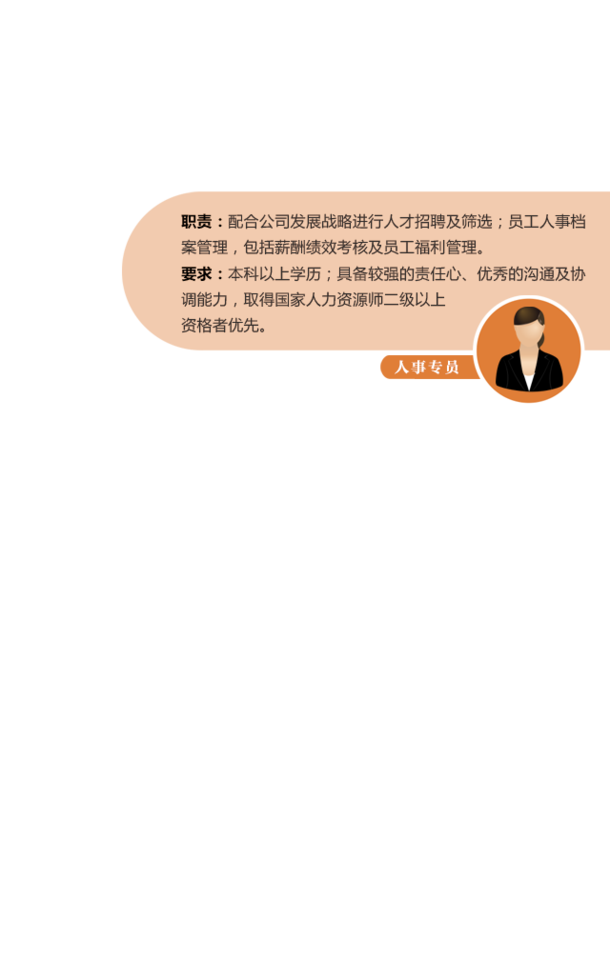 职责：配合公司发展战略进行人才招聘及筛选；员工人事档
案管理，包括薪酬绩效考核及员工福利管理。
要求：本科以上学历；具备较强的责任心、优秀的沟通及协
调能力，取得国家人力资源师二级以上
资格者优先。
人事专员